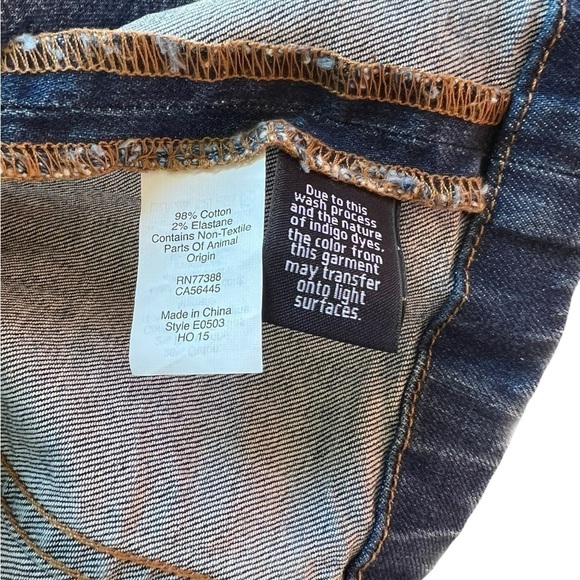 98% Cotton
2% Elastane
Contains Non-Textile
Parts Of Animal
Origin
RN77388
CA56445
Made in China
Style E0503
HO 15
Due to this
wash process
and the nature
of indigo dyes,
the color from
this garment
may transfer
onto light
surfaces.